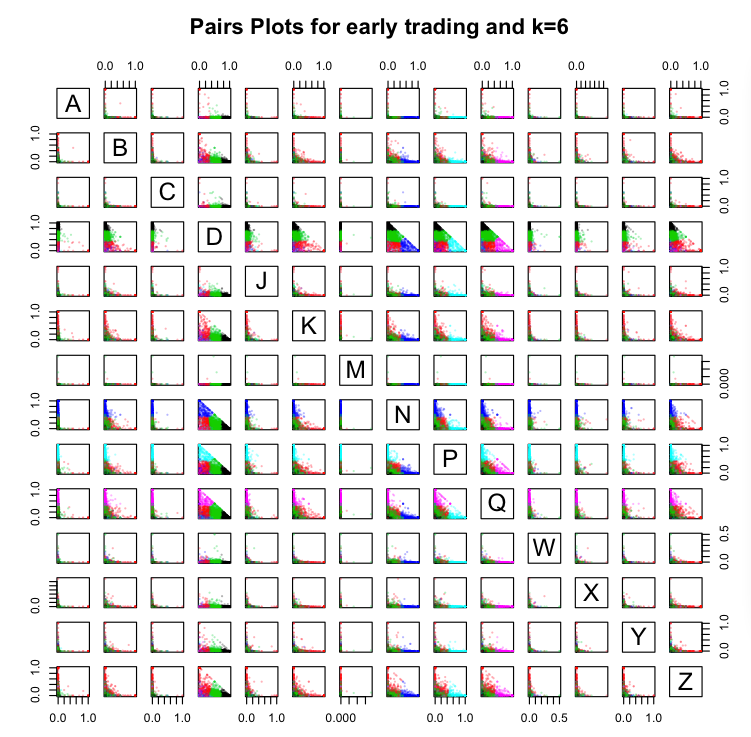 Pairs Plots for early trading and k=6
0.0 1.0 0.0 1.0 0.0 1.0 0.0 1.0 0.0 0.0 1.0
A 0.0 1.0
0.0 1.0 B
C 0.0 1.0
0.0 1.0 D
J 0.0 1.0
0.0 1.0 K
M 0.000
0.0 1.0 N
P 0.0 1.0
0.0 1.0 Q
W 0.0 0.5
0.0 X
Y 0.0 1.0
0.0 1.0 Z
0.0 1.0 0.0 1.0 0.0 1.0 0.000 0.0 1.0 0.0 0.5 0.0 1.0